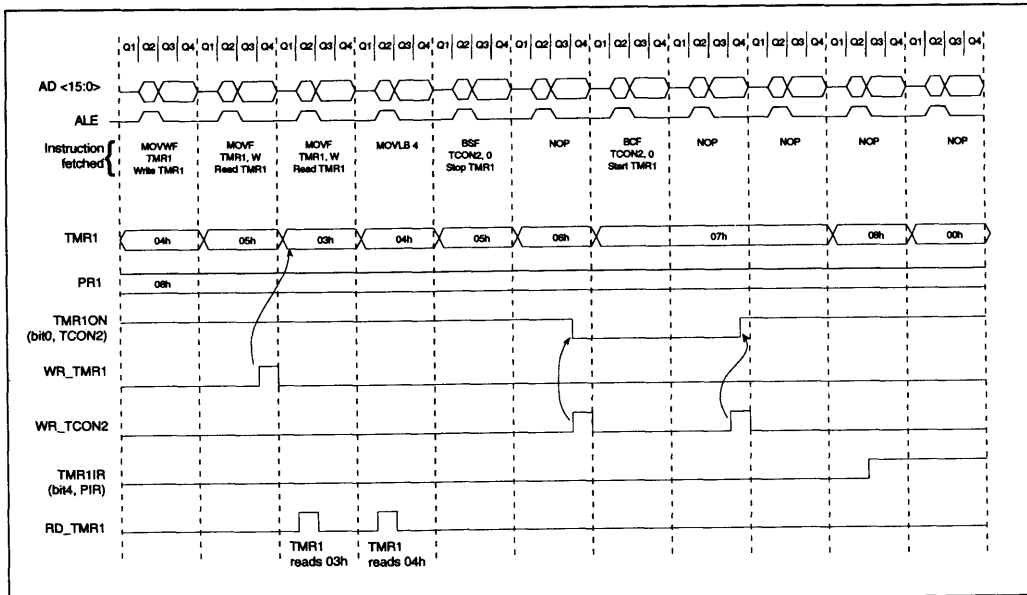 Q1 Q2 Q3 Q4 Q1 Q2 Q3 Q4 Q1 Q2 Q3 Q4 Q1 Q2 Q3 Q4 Q1 Q2 Q3 Q4 Q1 Q2 Q3 Q4 Q1 Q2 Q3 Q4 Q1 Q2 Q3 Q4 Q1 Q2 Q3 Q4 Q1 Q2 Q3 Q4 Q1 Q2 Q3 Q4
AD <15:0>
ALE
Instruction
fetched
MOVWF
TMR1
Write TMR1
MOVF
TMR1, W
Read TMR1
MOVF
TMR1, W
Read TMR1
MOVLB 4
BSF
TCON2, 0
Stop TMR1
NOP
BCF
TCON2, 0
Start TMR1
NOP
NOP
NOP
NOP
TMR1
04h
05h
03h
04h
05h
06h
07h
08h
00h
PR1
08h
TMR1ON
(bit0, TCON2)
WR_TMR1
WR_TCON2
TMR1IR
(bit4, PIR)
RD_TMR1
TMR1
reads 03h
TMR1
reads 04h